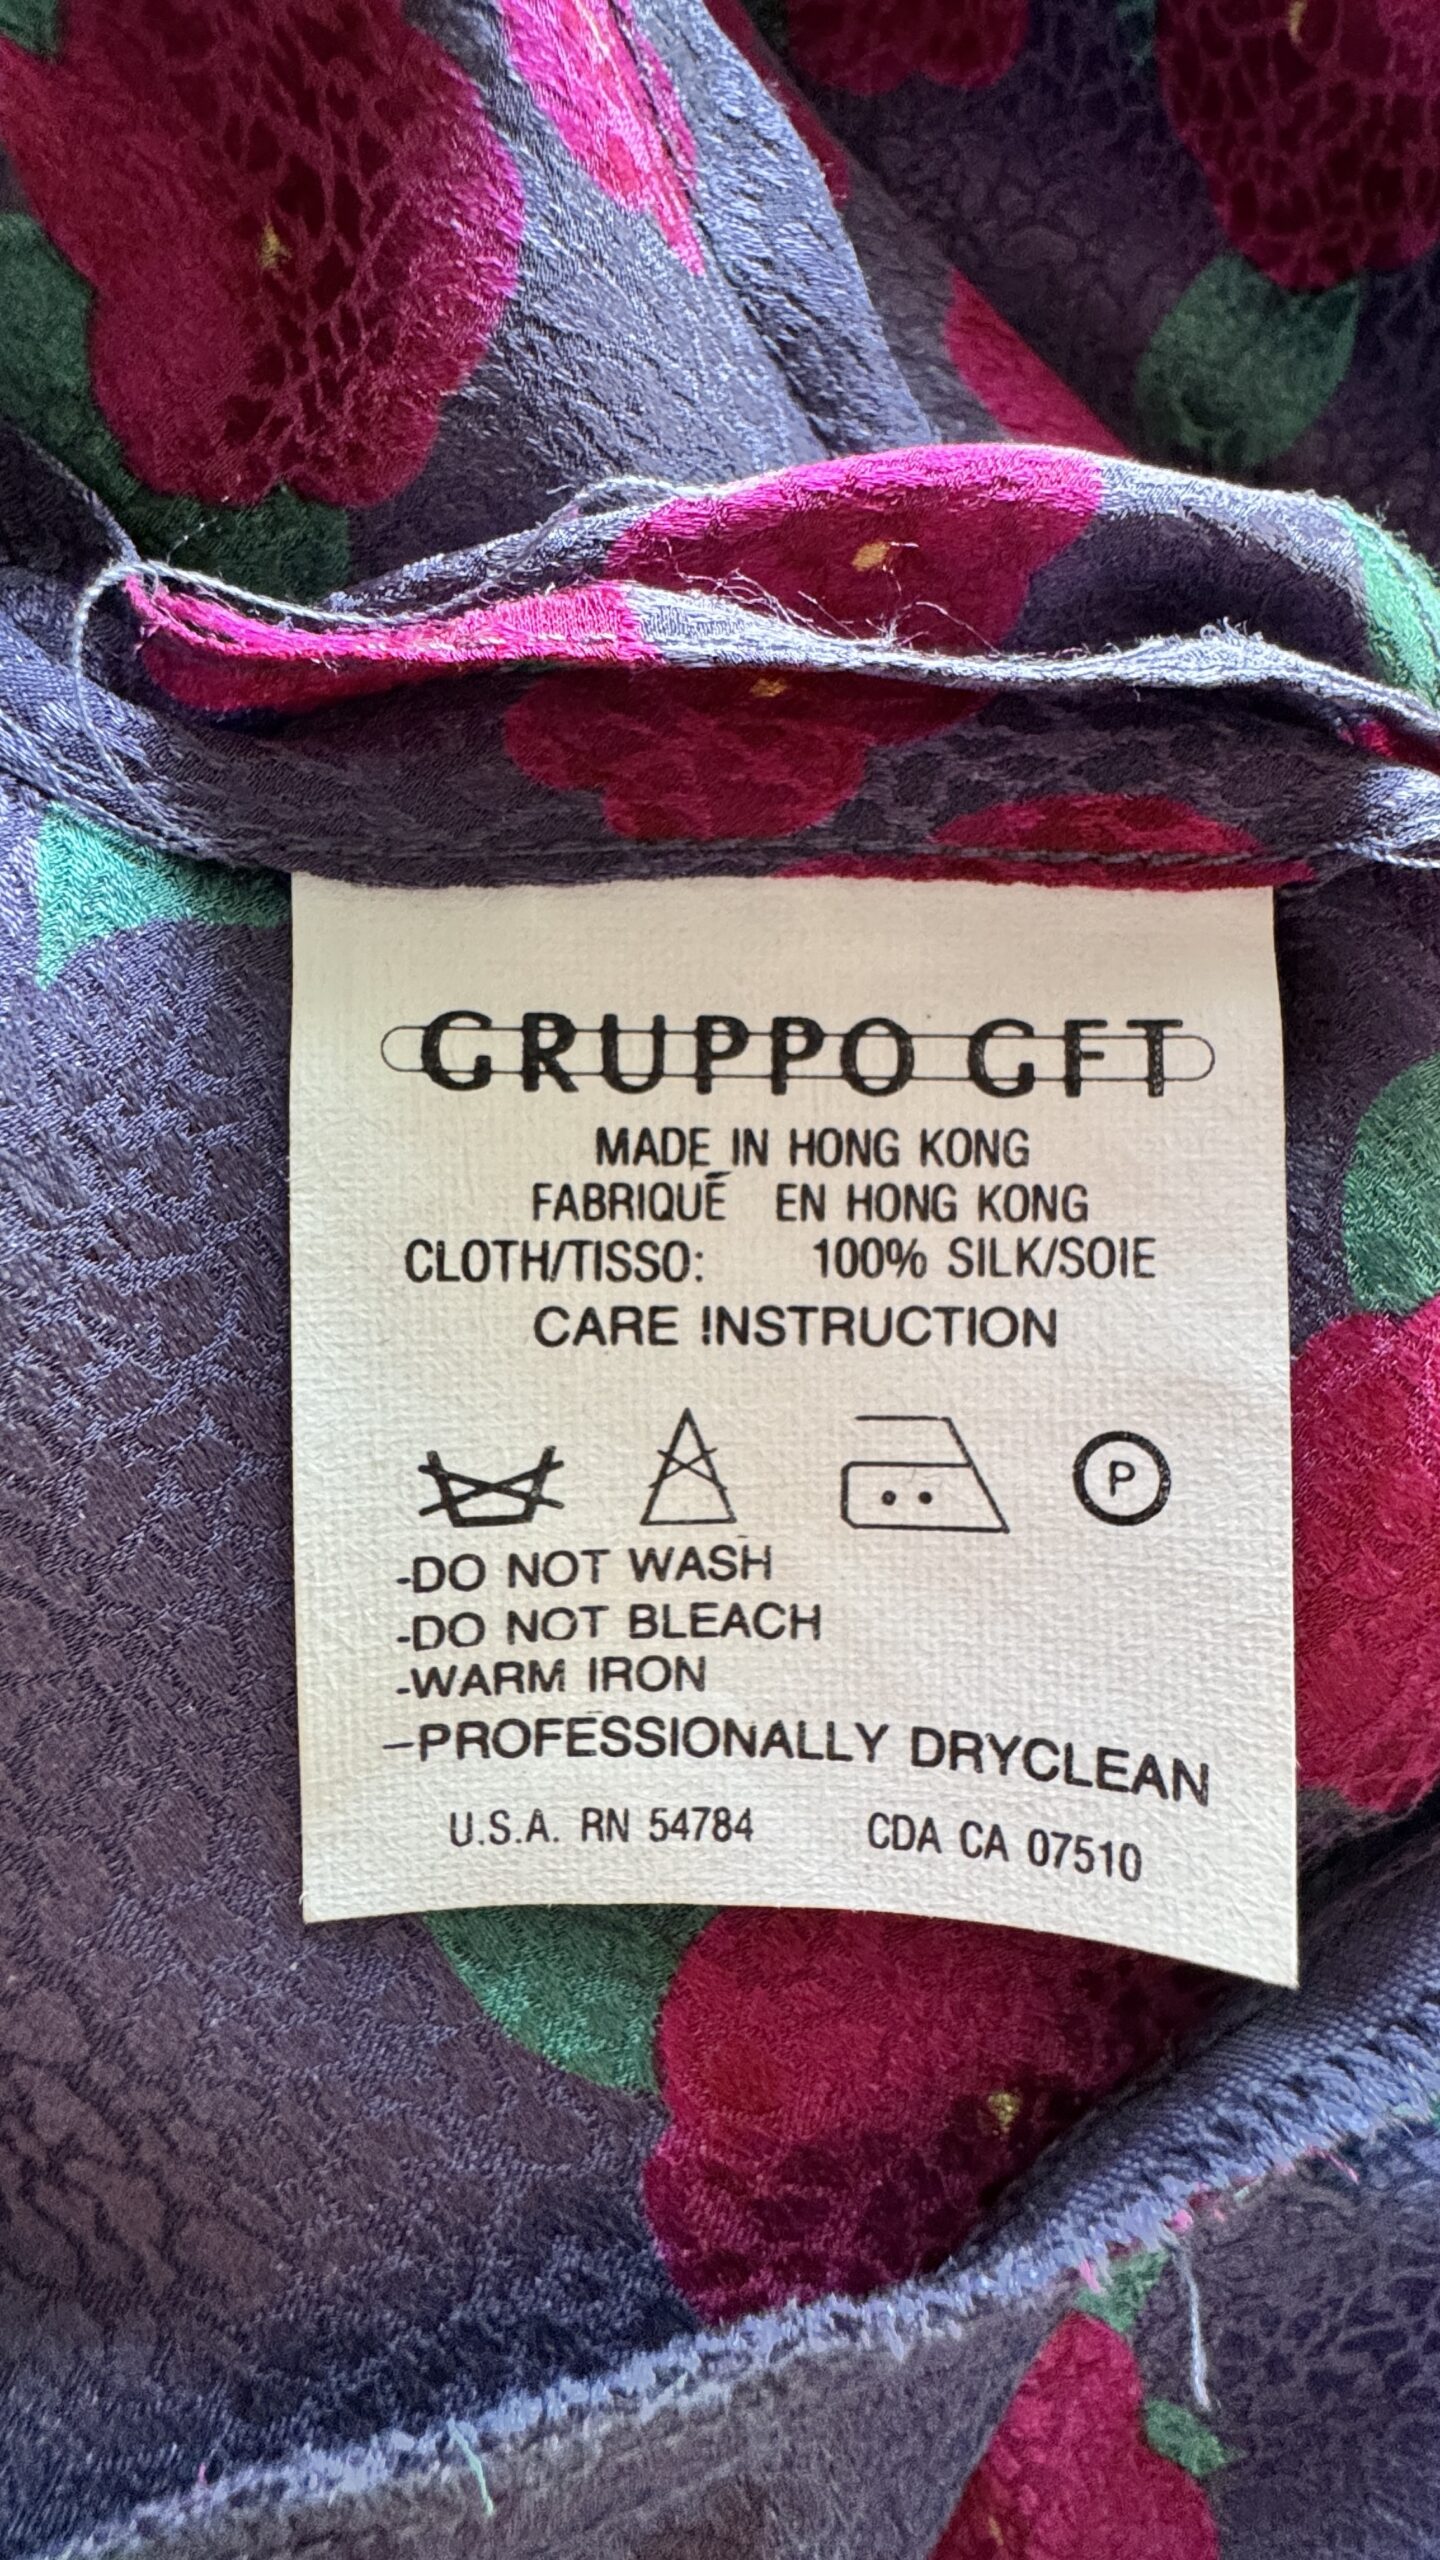 GRUPPO GFT
MADE IN HONG KONG
FABRIQUÉ EN HONG KONG
CLOTH/TISSO: 100% SILK/SOIE
CARE INSTRUCTION
P
-DO NOT WASH
-DO NOT BLEACH
-WARM IRON
-PROFESSIONALLY DRYCLEAN
U.S.A. RN 54784 CDA CA 07510